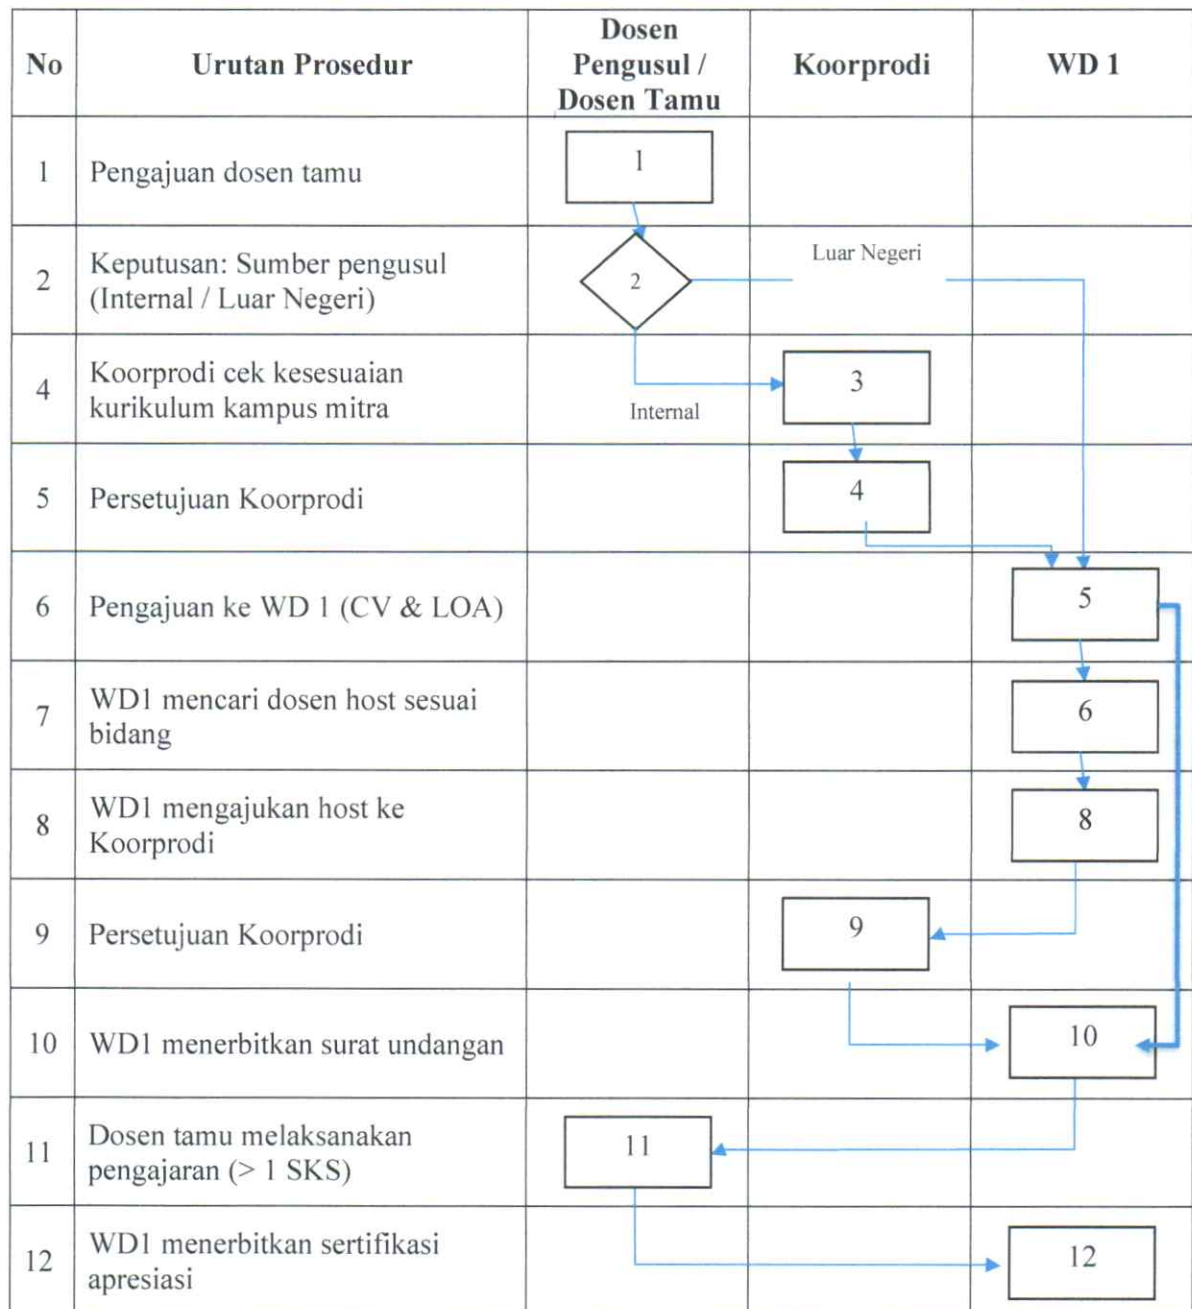 No
Urutan Prosedur
Dosen
Pengusul /
Dosen Tamu
Koorprodi
WD 1
1
Pengajuan dosen tamu
1
2
Keputusan: Sumber pengusul
(Internal / Luar Negeri)
2
Luar Negeri
4
Koorprodi cek kesesuaian
kurikulum kampus mitra
Internal
3
5
Persetujuan Koorprodi
4
6
Pengajuan ke WD 1 (CV & LOA)
5
7
WD1 mencari dosen host sesuai
bidang
6
8
WD1 mengajukan host ke
Koorprodi
8
9
Persetujuan Koorprodi
9
10
WD1 menerbitkan surat undangan
10
11
Dosen tamu melaksanakan
pengajaran (> 1 SKS)
11
12
WD1 menerbitkan sertifikasi
apresiasi
12